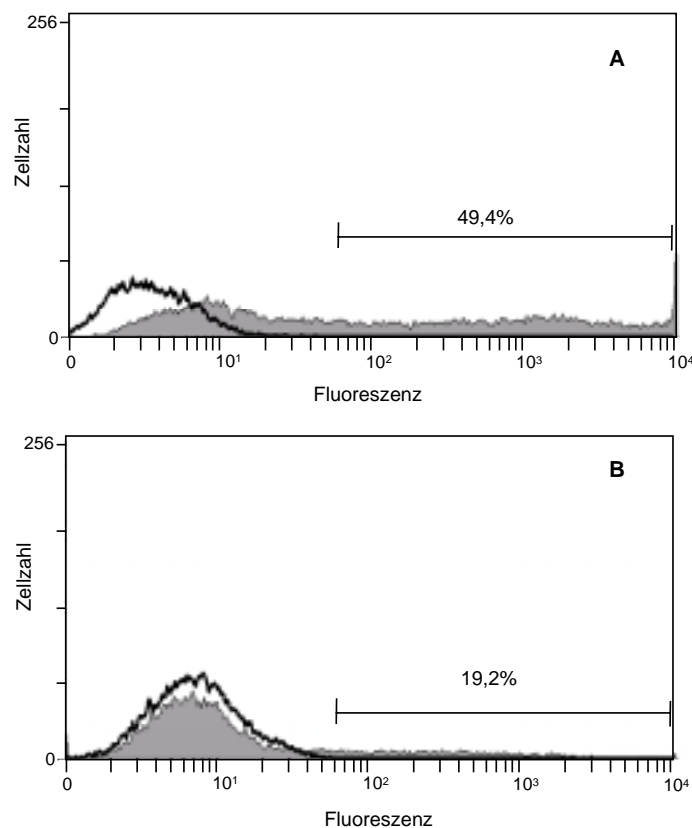 256
A
Zellzahl
49,4%
0
0 10¹ 10² 10³ 10⁴
Fluoreszenz
256
B
Zellzahl
19,2%
0
0 10¹ 10² 10³ 10⁴
Fluoreszenz